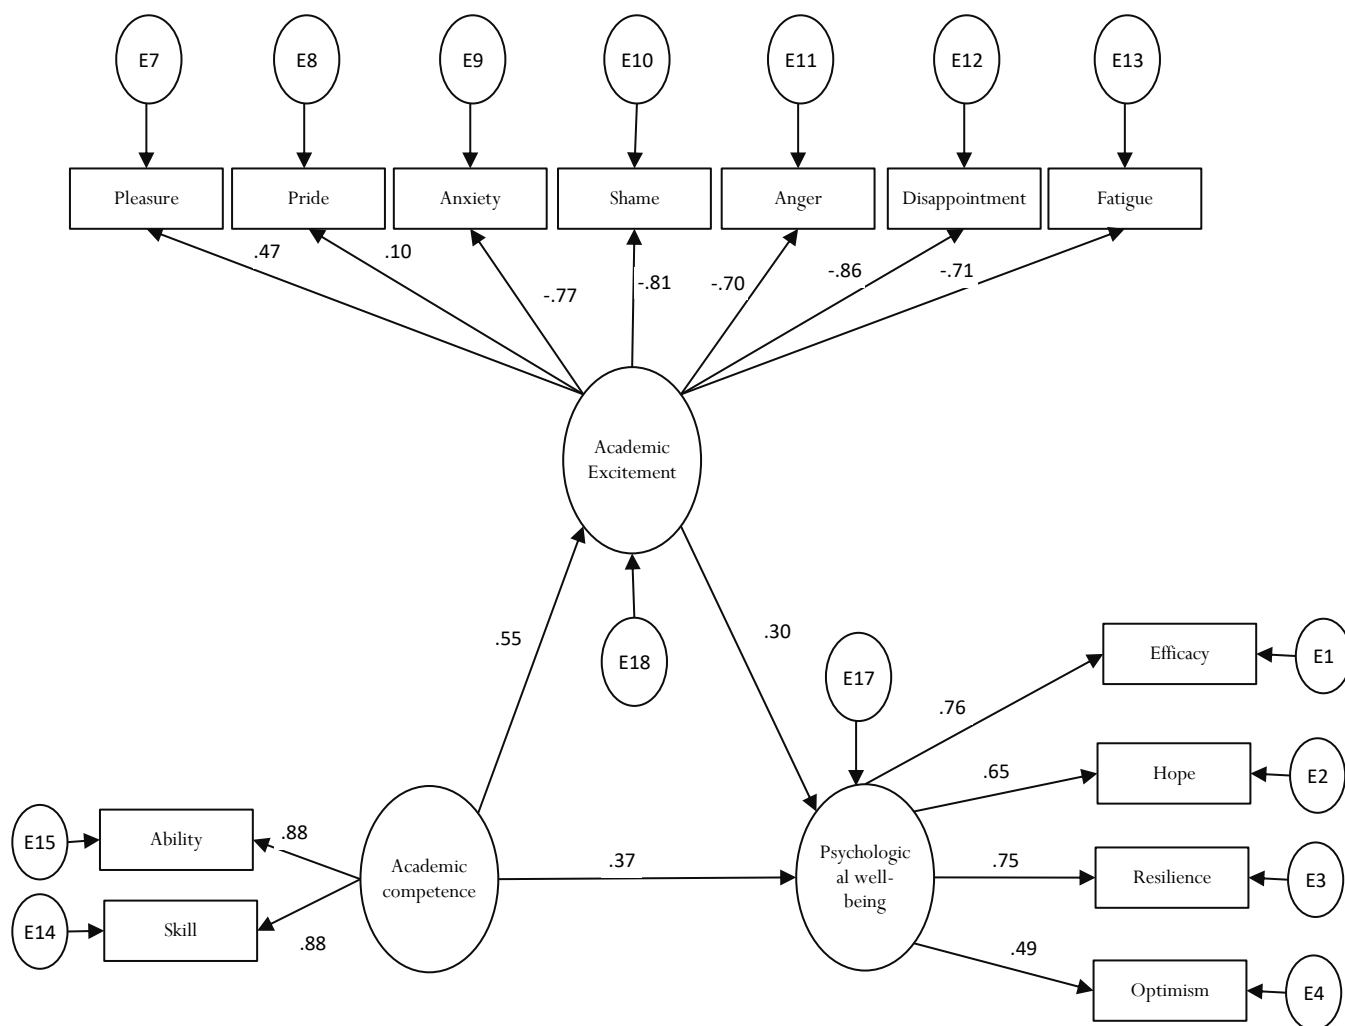 E7
E8
E9
E10
E11
E12
E13
Pleasure
Pride
Anxiety
Shame
Anger
Disappointment
Fatigue
.47
.10
-.77
-.81
-.70
-.86
-.71
Academic
Excitement
.55
E18
.30
E17
Efficacy
E1
.76
Hope
E2
.65
E15
Ability
.88
Academic
competence
.37
Psychologic
al well-
being
.75
Resilience
E3
E14
Skill
.88
.49
Optimism
E4